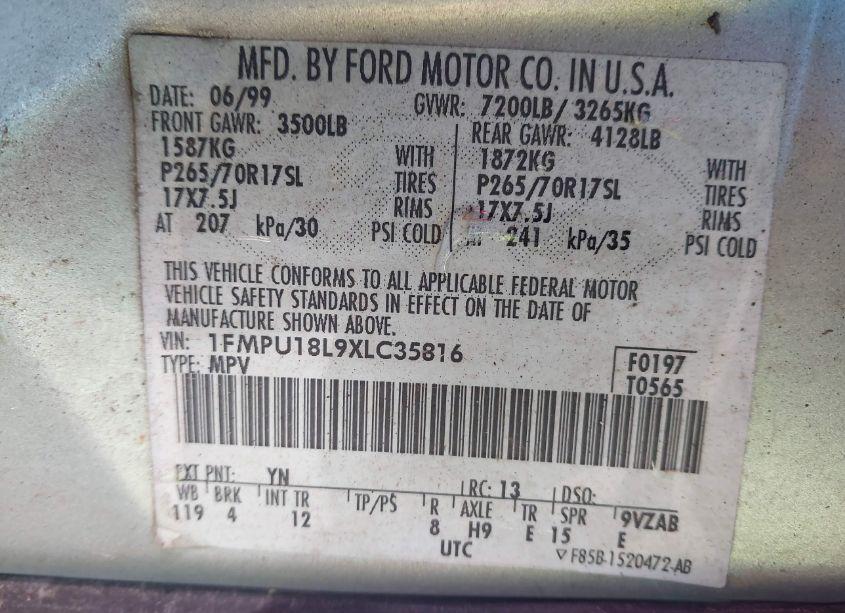 MFD. BY FORD MOTOR CO. IN U.S.A.
DATE: 06/99 GVWR: 7200LB/ 3265KG
FRONT GAWR: 3500LB REAR GAWR: 4128LB
1587KG WITH 1872KG WITH
P265/70R17SL TIRES P265/70R17SL TIRES
17X7.5J RIMS 17X7.5J RIMS
AT 207 kPa/30 PSI COLD AT 241 kPa/35 PSI COLD
THIS VEHICLE CONFORMS TO ALL APPLICABLE FEDERAL MOTOR
VEHICLE SAFETY STANDARDS IN EFFECT ON THE DATE OF
MANUFACTURE SHOWN ABOVE.
VIN: 1FMPU18L9XLC35816
TYPE: MPV F0197
T0565
EXT PNT: YN RC: 13 DSO:
WB BRK INT TR TP/PS R AXLE TR SPR 9VZAB
119 4 12 8 H9 E 15 E
UTC F85B-1520472-AB